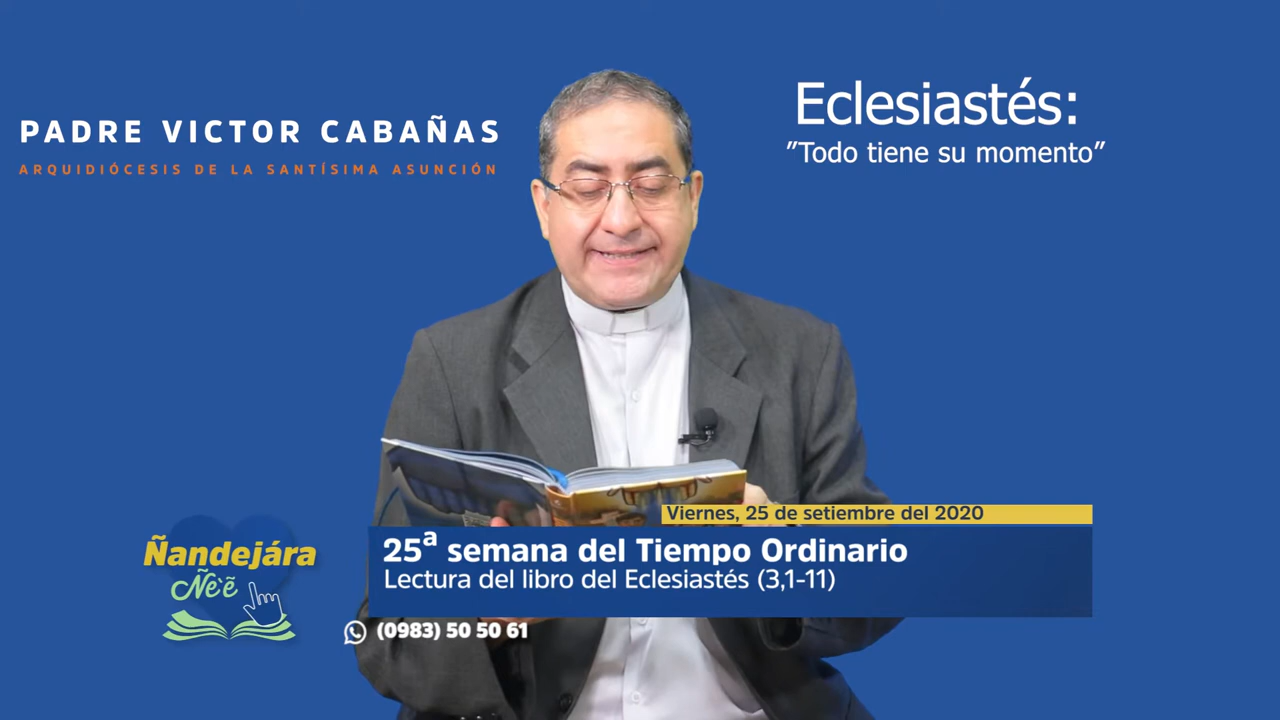 PADRE VICTOR CABAÑAS
ARQUIDIÓCESIS DE LA SANTÍSIMA ASUNCIÓN
Eclesiastés:
”Todo tiene su momento”
Viernes, 25 de setiembre del 2020
25ª semana del Tiempo Ordinario
Lectura del libro del Eclesiastés (3,1-11)
Ñandejára
Ñe'ẽ
(0983) 50 50 61